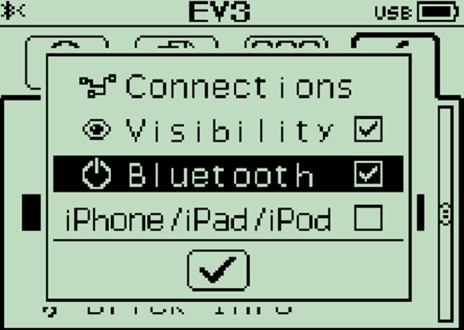 EV3
USB
Connections
Visibility
Bluetooth
iPhone/iPad/iPod